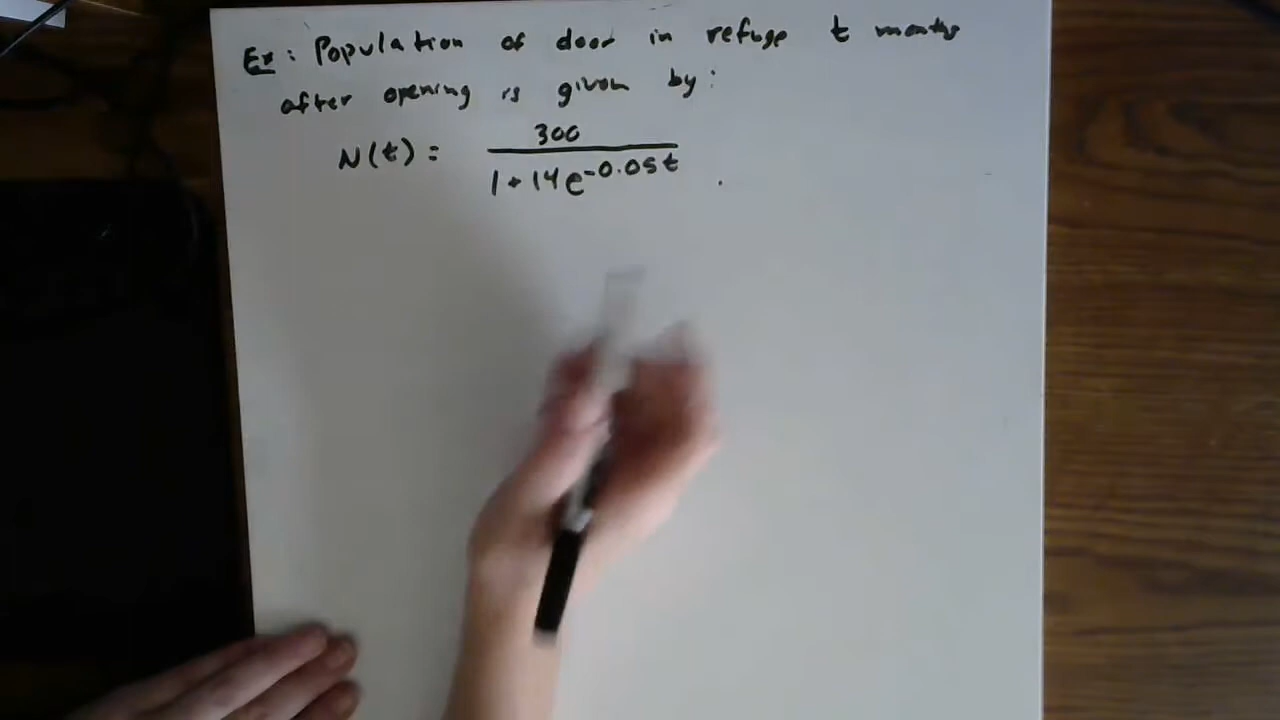 Ex: Population of deer in refuge t months
after opening is given by:
N(t) = 300 / (1 + 14e^-0.05t) .